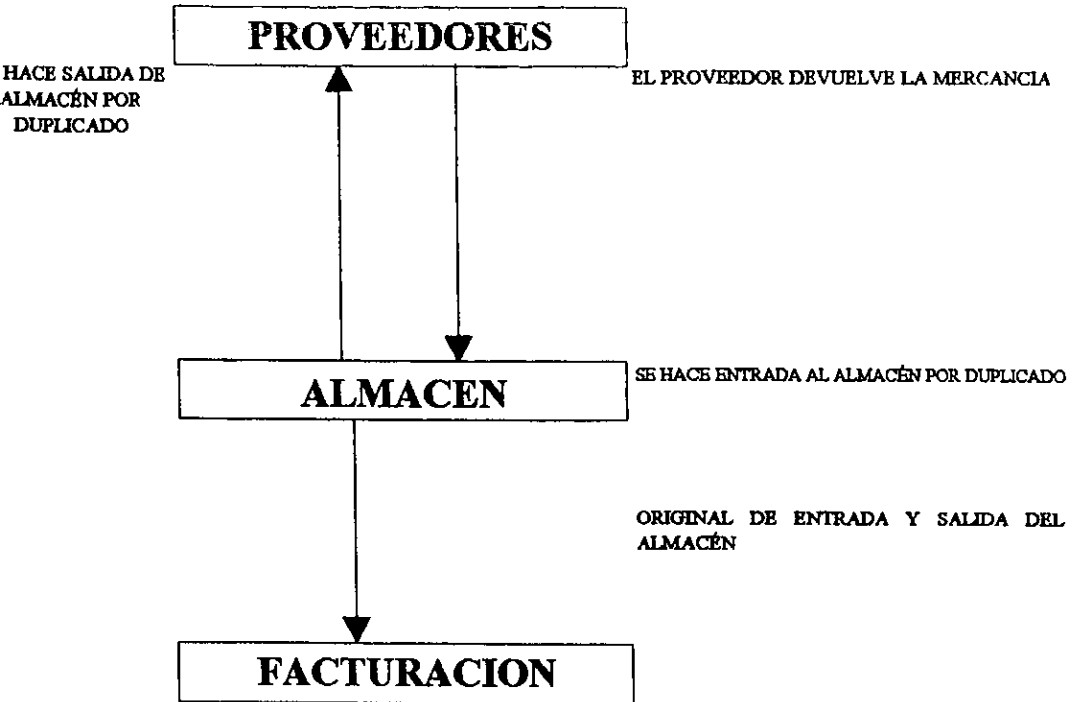 PROVEEDORES
HACE SALIDA DE
ALMACÉN POR
DUPLICADO
EL PROVEEDOR DEVUELVE LA MERCANCIA
ALMACEN
SE HACE ENTRADA AL ALMACÉN POR DUPLICADO
ORIGINAL DE ENTRADA Y SALIDA DEL
ALMACÉN
FACTURACION